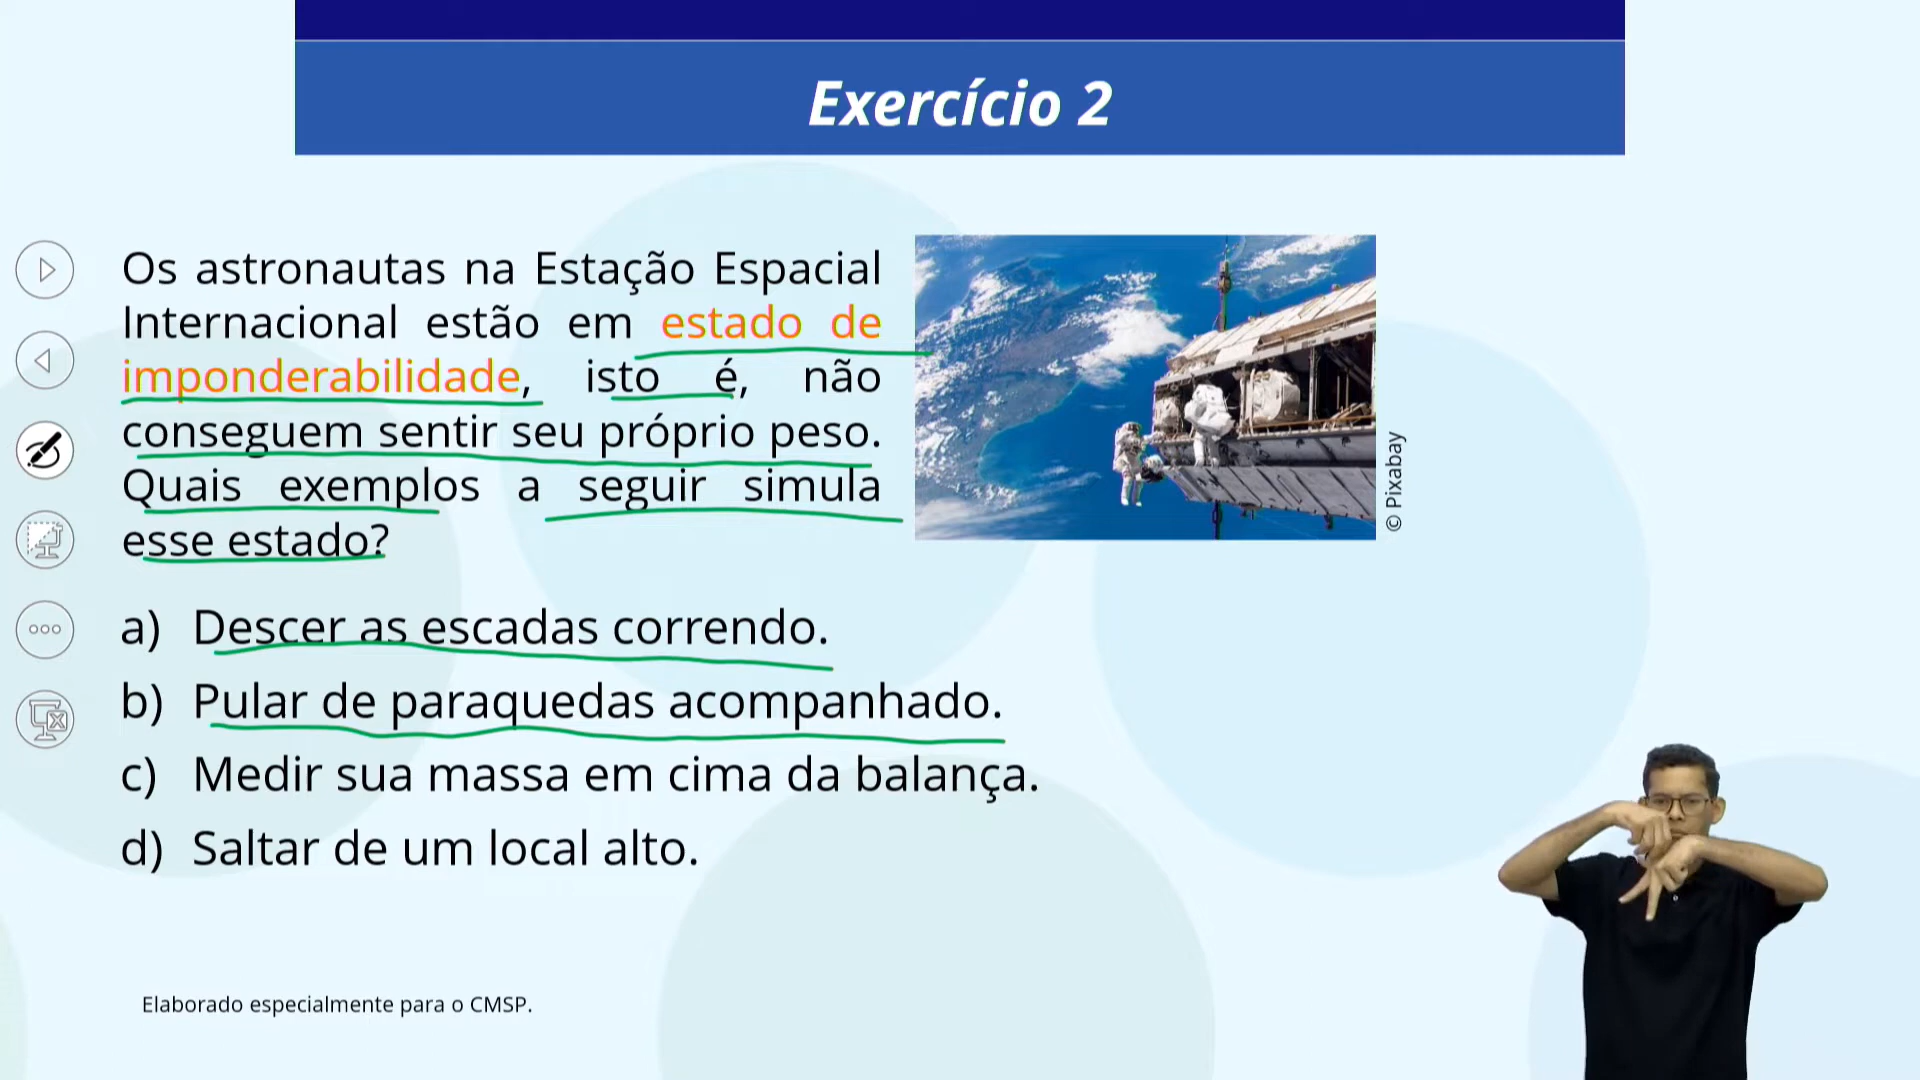 Exercício 2
Os astronautas na Estação Espacial
Internacional estão em estado de
imponderabilidade, isto é, não
conseguem sentir seu próprio peso.
Quais exemplos a seguir simula
esse estado?
© Pixabay
a) Descer as escadas correndo.
b) Pular de paraquedas acompanhado.
c) Medir sua massa em cima da balança.
d) Saltar de um local alto.
Elaborado especialmente para o CMSP.